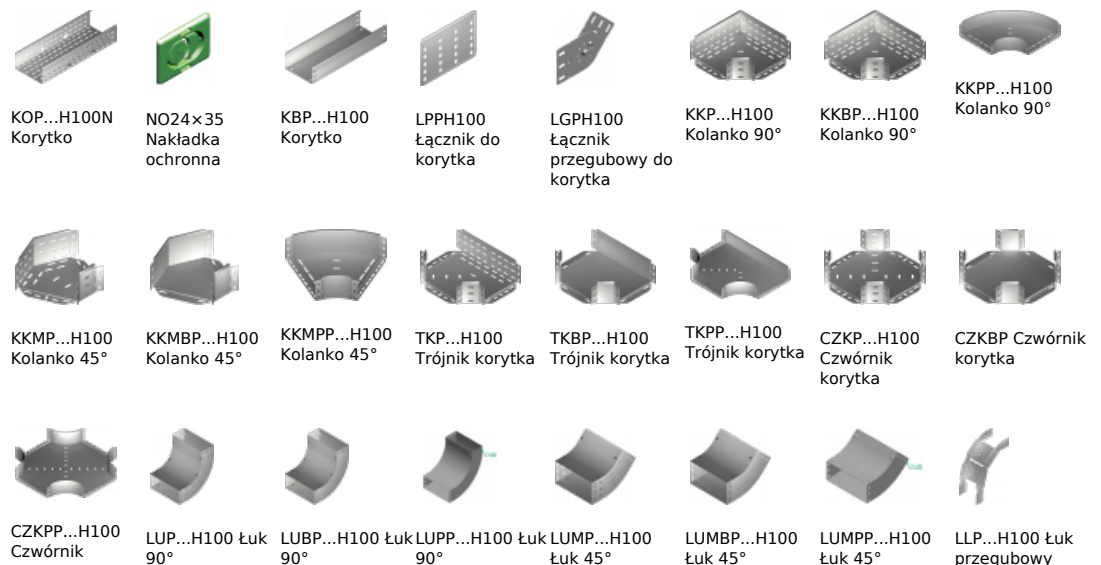 KOP...H100N
Korytko
NO24×35
Nakładka
ochronna
KBP...H100
Korytko
LPPH100
Łącznik do
korytka
LGPH100
Łącznik
przegubowy do
korytka
KKP...H100
Kolanko 90°
KKBP...H100
Kolanko 90°
KKPP...H100
Kolanko 90°
KKMP...H100
Kolanko 45°
KKMBP...H100
Kolanko 45°
KKMPP...H100
Kolanko 45°
TKP...H100
Trójnik korytka
TKBP...H100
Trójnik korytka
TKPP...H100
Trójnik korytka
CZKP...H100
Czwórnik
korytka
CZKBP Czwórnik
korytka
CZKPP...H100
Czwórnik
LUP...H100 Łuk
90°
LUBP...H100 Łuk
90°
LUPP...H100 Łuk
90°
LUMP...H100
Łuk 45°
LUMBP...H100
Łuk 45°
LUMPP...H100
Łuk 45°
LLP...H100 Łuk
przegubowy